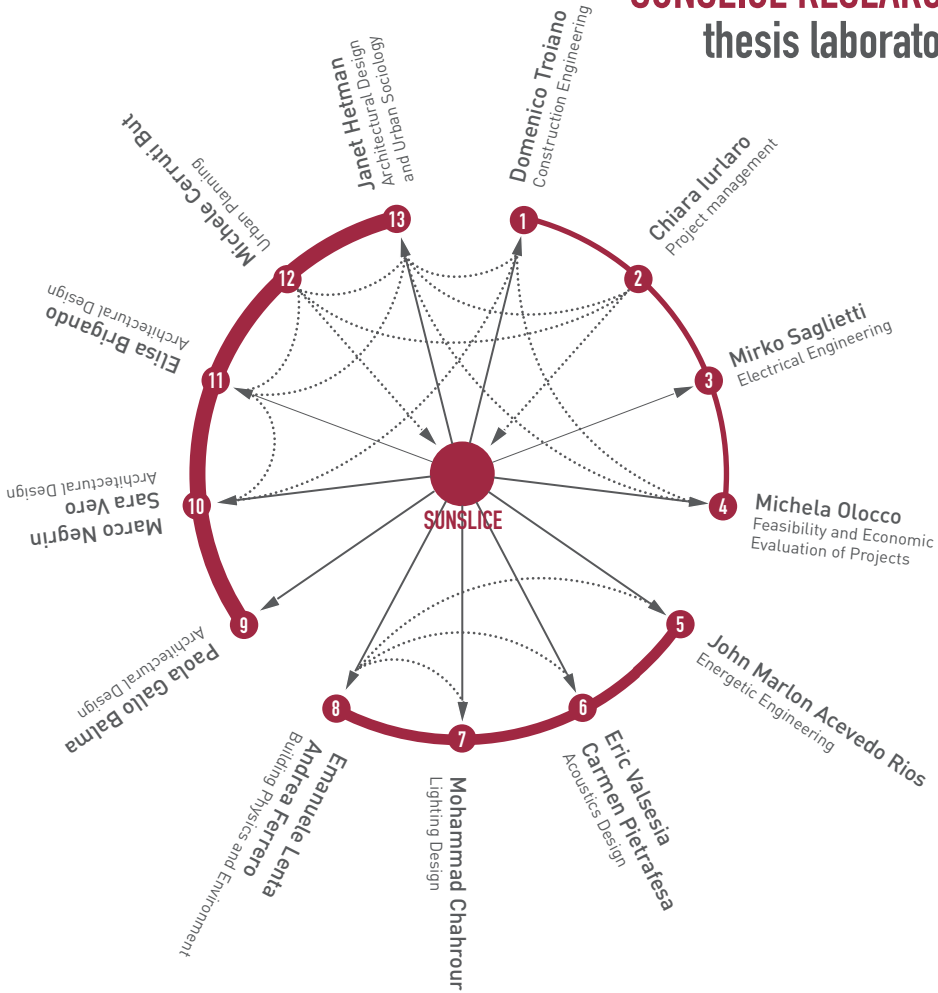 SUNSLICE RESEARC
thesis laborato
1
Domenico Troiano
Construction Engineering
2
Chiara Iurlaro
Project management
3
Mirko Saglietti
Electrical Engineering
4
Michela Olocco
Feasibility and Economic
Evaluation of Projects
5
John Marlon Acevedo Rios
Energetic Engineering
6
Eric Valsesia
Carmen Pietrafesa
Acoustics Design
7
Mohammad Chahrour
Lighting Design
8
Emanuele Lenta
Andrea Ferrero
Building Physics and Environment
9
Paola Gallo Balma
Architectural Design
10
Marco Negrin
Sara Vero
Architectural Design
11
Elisa Brigando
Architectural Design
12
Michele Cerruti But
Urban Planning
13
Janet Hetman
Architectural Design
and Urban Sociology
SUNSLICE